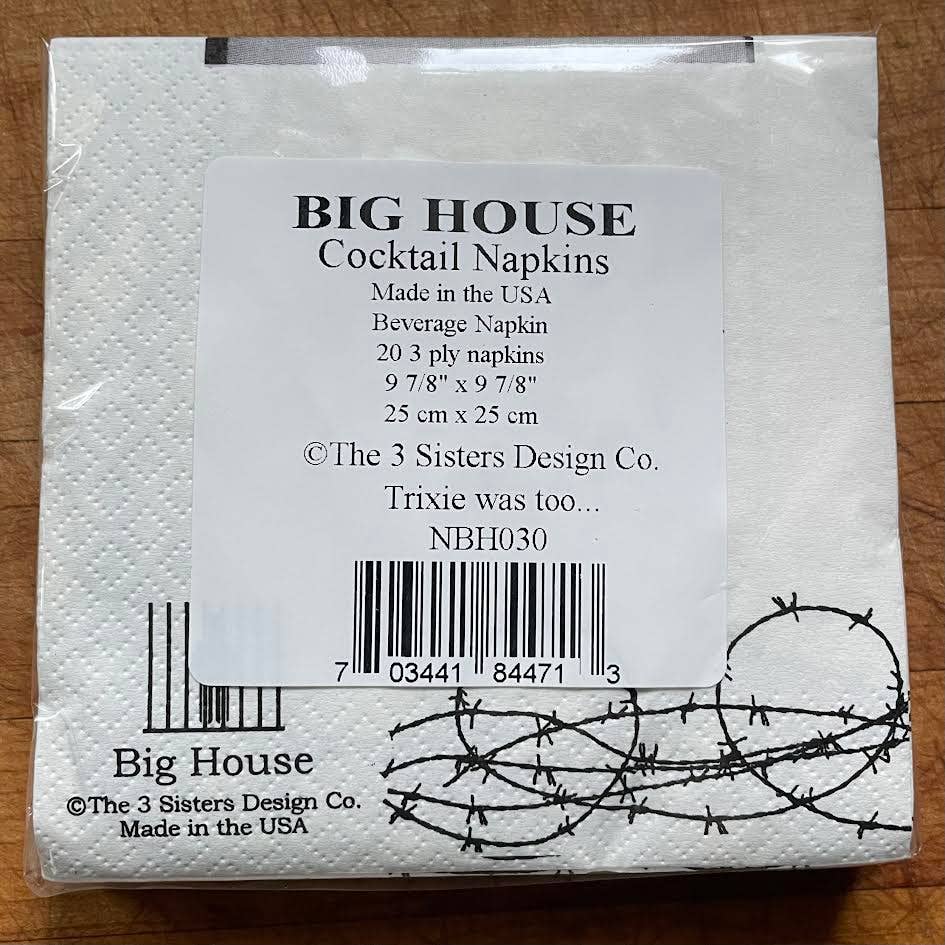 BIG HOUSE
Cocktail Napkins
Made in the USA
Beverage Napkin
20 3 ply napkins
9 7/8" x 9 7/8"
25 cm x 25 cm
©The 3 Sisters Design Co.
Trixie was too...
NBH030
7 03441 84471 3
Big House
©The 3 Sisters Design Co.
Made in the USA